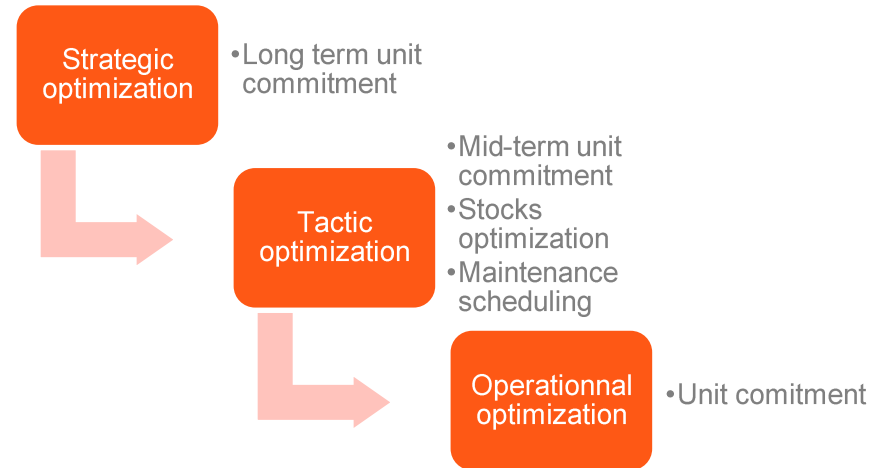 Strategic
optimization
•Long term unit
commitment
Tactic
optimization
•Mid-term unit
commitment
•Stocks
optimization
•Maintenance
scheduling
Operationnal
optimization
•Unit comitment